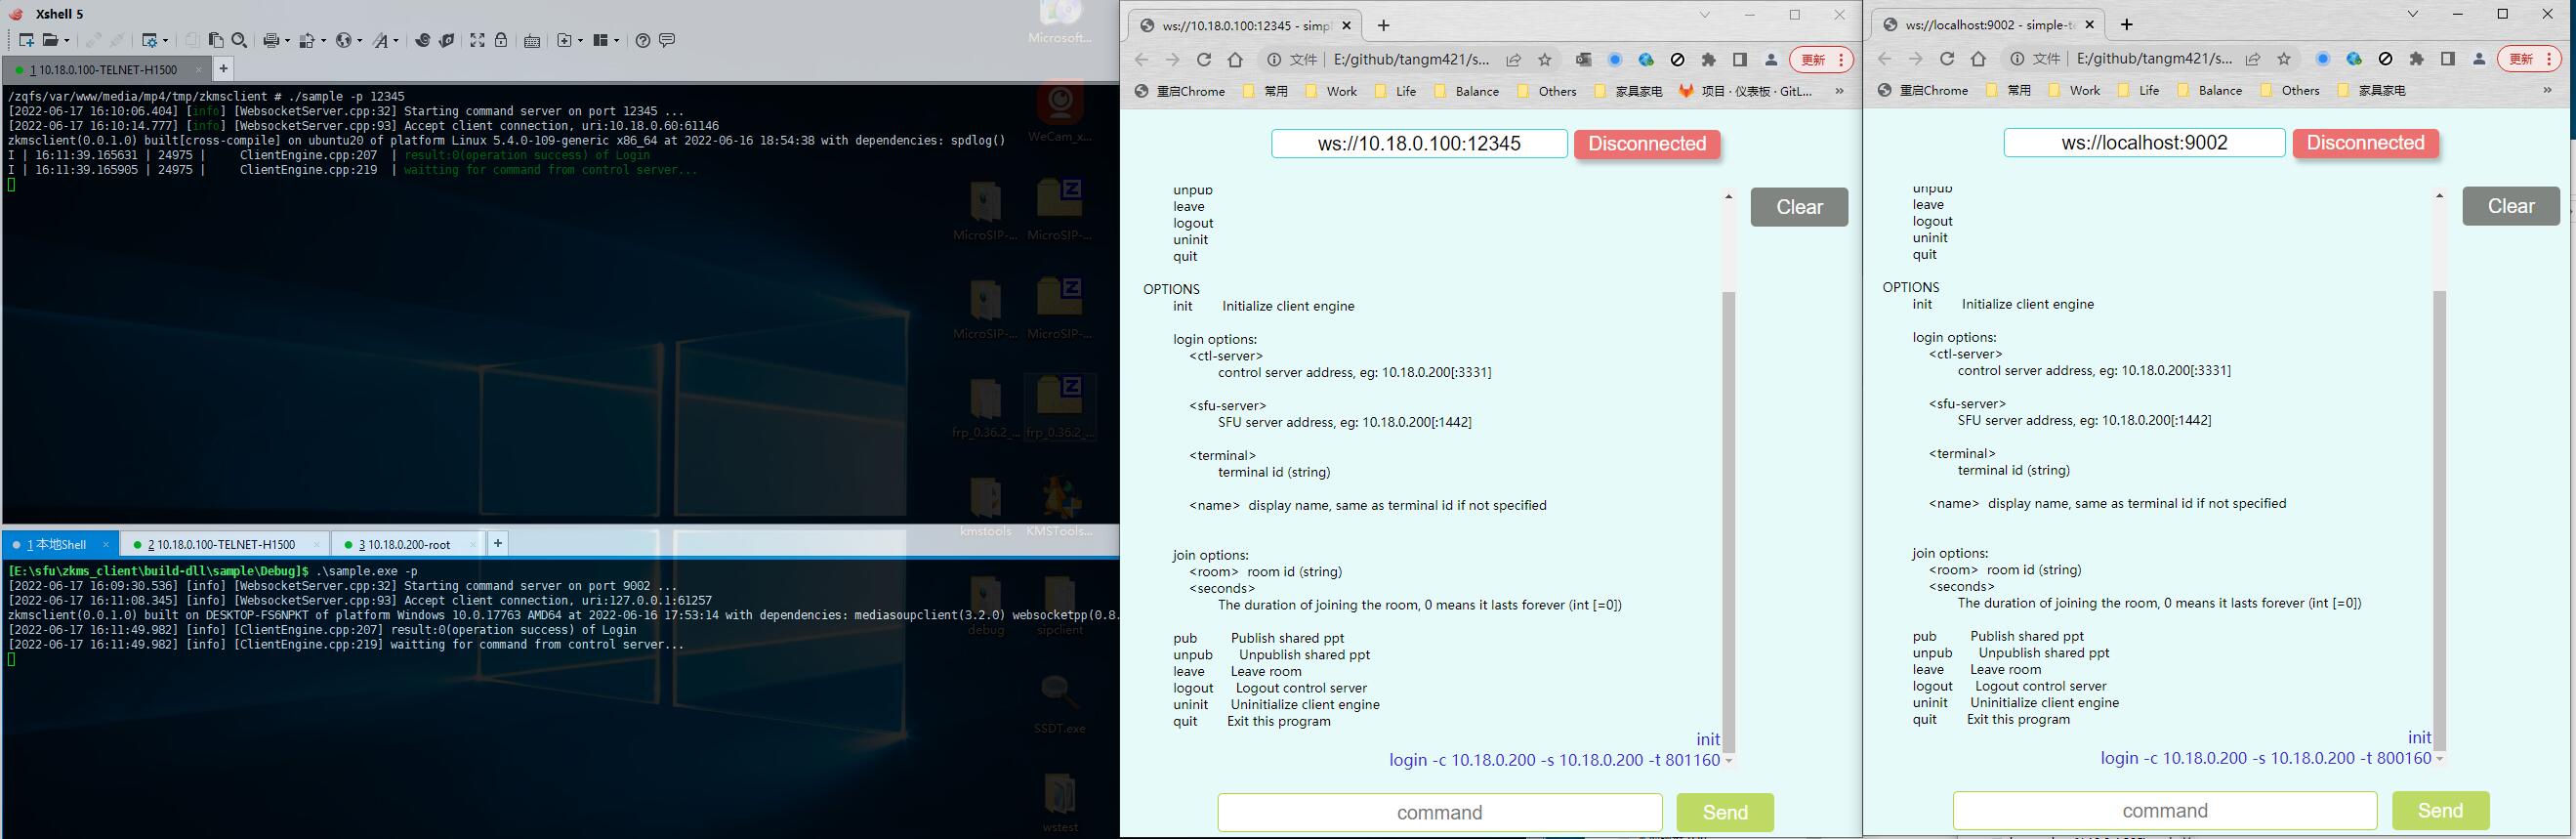 Xshell 5
1 10.18.0.100-TELNET-H1500
/zqfs/var/www/media/mp4/tmp/zkmsclient # ./sample -p 12345
[2022-06-17 16:10:06.404] [info] [WebsocketServer.cpp:32] Starting command server on port 12345 ...
[2022-06-17 16:10:14.777] [info] [WebsocketServer.cpp:93] Accept client connection, uri:10.18.0.60:61146
zkmsclient(0.0.1.0) built[cross-compile] on ubuntu20 of platform Linux 5.4.0-109-generic x86_64 at 2022-06-16 18:54:38 with dependencies: spdlog()
I | 16:11:39.165631 | 24975 | ClientEngine.cpp:207 | result:0(operation success) of Login
I | 16:11:39.165905 | 24975 | ClientEngine.cpp:219 | waitting for command from control server...
Microsoft...
WeCam_x...
MicroSIP-... MicroSIP-...
MicroSIP-... MicroSIP-...
frp_0.36.2_... frp_0.36.2_...
kmstools KMSTools...
1 本地Shell
2 10.18.0.100-TELNET-H1500
3 10.18.0.200-root
[E:\sfu\zkms_client\build-dll\sample\Debug]$ .\sample.exe -p
[2022-06-17 16:09:30.536] [info] [WebsocketServer.cpp:32] Starting command server on port 9002 ...
[2022-06-17 16:11:08.345] [info] [WebsocketServer.cpp:93] Accept client connection, uri:127.0.0.1:61257
zkmsclient(0.0.1.0) built on DESKTOP-FS6NPKT of platform Windows 10.0.17763 AMD64 at 2022-06-16 17:53:14 with dependencies: mediasoupclient(3.2.0) websocketpp(0.8.
[2022-06-17 16:11:49.982] [info] [ClientEngine.cpp:207] result:0(operation success) of Login
[2022-06-17 16:11:49.982] [info] [ClientEngine.cpp:219] waitting for command from control server...
debug sipclient
SSDT.exe
wstest
ws://10.18.0.100:12345 - simpl
文件 E:/github/tangm421/s...
更新
重启Chrome 常用 Work Life Balance Others 家具家电 项目 · 仪表板 · GitL... »
ws://10.18.0.100:12345 Disconnected
Clear
unpub
leave
logout
uninit
quit
OPTIONS
init Initialize client engine
login options:
<ctl-server>
control server address, eg: 10.18.0.200[:3331]
<sfu-server>
SFU server address, eg: 10.18.0.200[:1442]
<terminal>
terminal id (string)
<name> display name, same as terminal id if not specified
join options:
<room> room id (string)
<seconds>
The duration of joining the room, 0 means it lasts forever (int [=0])
pub Publish shared ppt
unpub Unpublish shared ppt
leave Leave room
logout Logout control server
uninit Uninitialize client engine
quit Exit this program
init
login -c 10.18.0.200 -s 10.18.0.200 -t 801160
command Send
ws://localhost:9002 - simple-te
文件 E:/github/tangm421/s...
更新
重启Chrome 常用 Work Life Balance Others 家具家电 »
ws://localhost:9002 Disconnected
Clear
unpub
leave
logout
uninit
quit
OPTIONS
init Initialize client engine
login options:
<ctl-server>
control server address, eg: 10.18.0.200[:3331]
<sfu-server>
SFU server address, eg: 10.18.0.200[:1442]
<terminal>
terminal id (string)
<name> display name, same as terminal id if not specified
join options:
<room> room id (string)
<seconds>
The duration of joining the room, 0 means it lasts forever (int [=0])
pub Publish shared ppt
unpub Unpublish shared ppt
leave Leave room
logout Logout control server
uninit Uninitialize client engine
quit Exit this program
init
login -c 10.18.0.200 -s 10.18.0.200 -t 800160
command Send